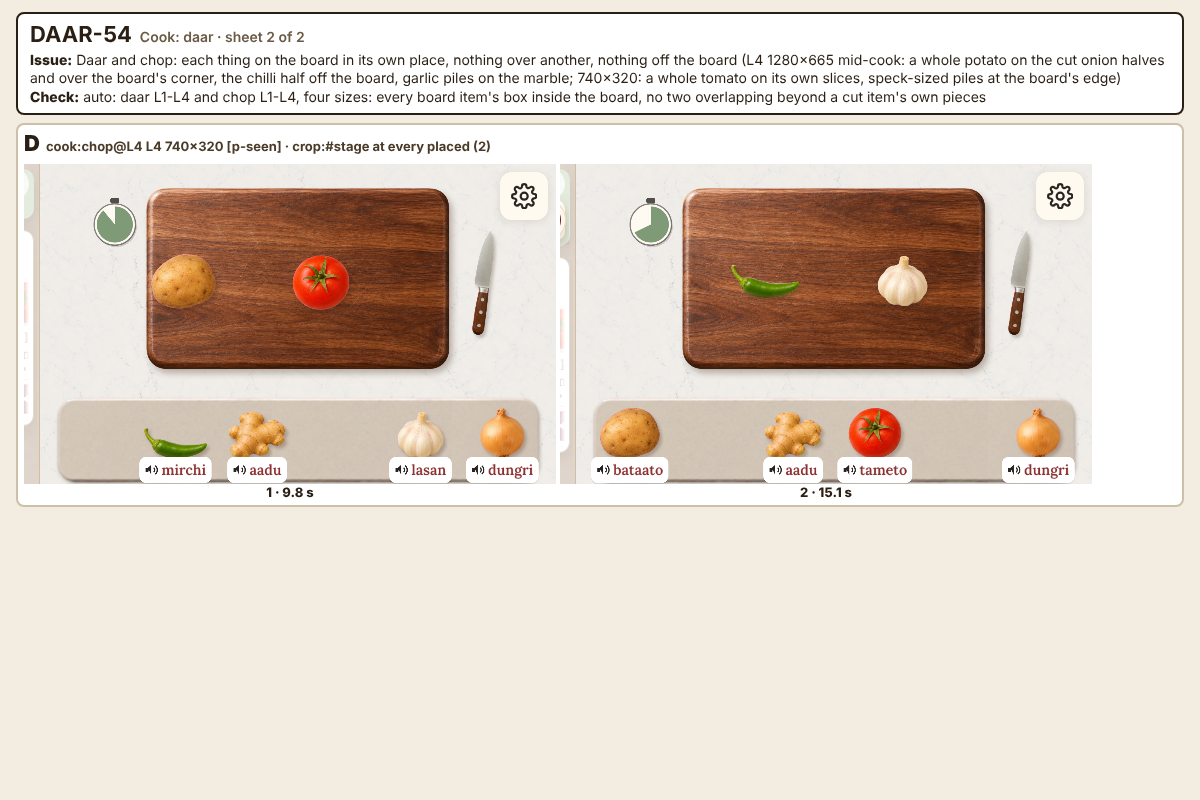 DAAR-54 Cook: daar · sheet 2 of 2
Issue: Daar and chop: each thing on the board in its own place, nothing over another, nothing off the board (L4 1280×665 mid-cook: a whole potato on the cut onion halves
and over the board's corner, the chilli half off the board, garlic piles on the marble; 740×320: a whole tomato on its own slices, speck-sized piles at the board's edge)
Check: auto: daar L1-L4 and chop L1-L4, four sizes: every board item's box inside the board, no two overlapping beyond a cut item's own pieces
D cook:chop@L4 L4 740×320 [p-seen] · crop:#stage at every placed (2)
mirchi aadu lasan dungri
bataato aadu tameto dungri
1 · 9.8 s
2 · 15.1 s